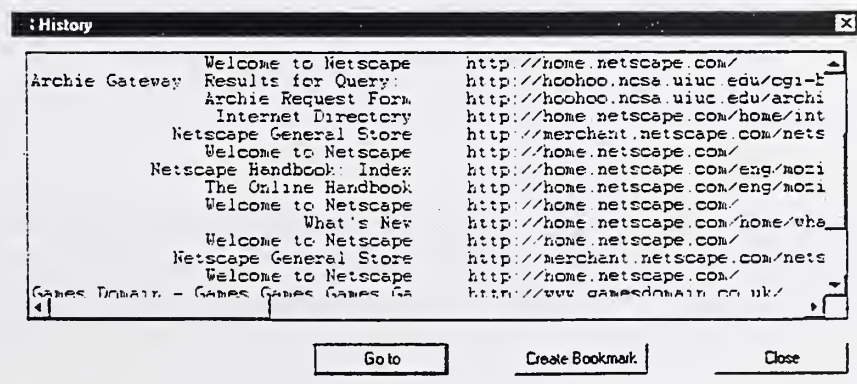 History
Welcome to Netscape http://home.netscape.com/
Archie Gateway Results for Query: http://hoohoo.ncsa.uiuc.edu/cgi-b
Archie Request Form http://hoohoo.ncsa.uiuc.edu/archi
Internet Directory http://home.netscape.com/home/int
Netscape General Store http://merchant.netscape.com/nets
Welcome to Netscape http://home.netscape.com/
Netscape Handbook: Index http://home.netscape.com/eng/mozi
The Online Handbook http://home.netscape.com/eng/mozi
Welcome to Netscape http://home.netscape.com/
What's New http://home.netscape.com/home/wha
Welcome to Netscape http://home.netscape.com/
Netscape General Store http://merchant.netscape.com/nets
Welcome to Netscape http://home.netscape.com/
Games Domain - Games Games Games Ga http://www.gamesdomain.co.uk/
Go to Create Bookmark Close